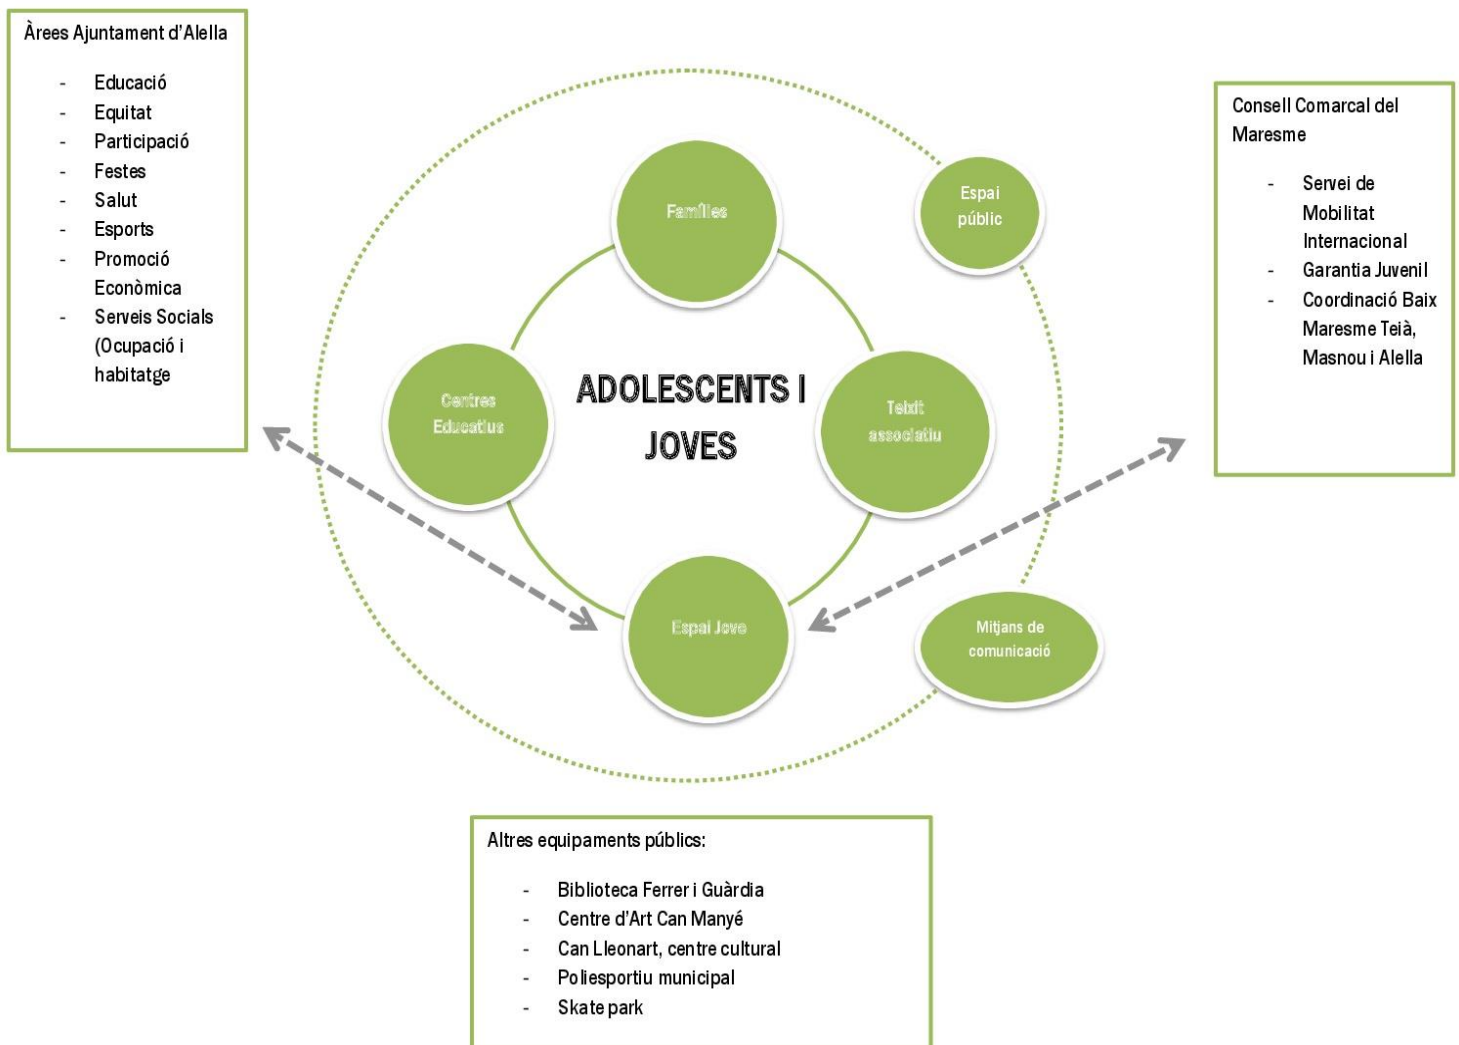 Àrees Ajuntament d'Alella
- Educació
- Equitat
- Participació
- Festes
- Salut
- Esports
- Promoció
Econòmica
- Serveis Socials
(Ocupació i
habitatge
Famílies
Espai
públic
Centres
Educatius
ADOLESCENTS I
JOVES
Teixit
associatiu
Espai Jove
Mitjans de
comunicació
Consell Comarcal del
Maresme
- Servei de
Mobilitat
Internacional
- Garantia Juvenil
- Coordinació Baix
Maresme Teià,
Masnou i Alella
Altres equipaments públics:
- Biblioteca Ferrer i Guàrdia
- Centre d'Art Can Manyé
- Can Lleonart, centre cultural
- Poliesportiu municipal
- Skate park